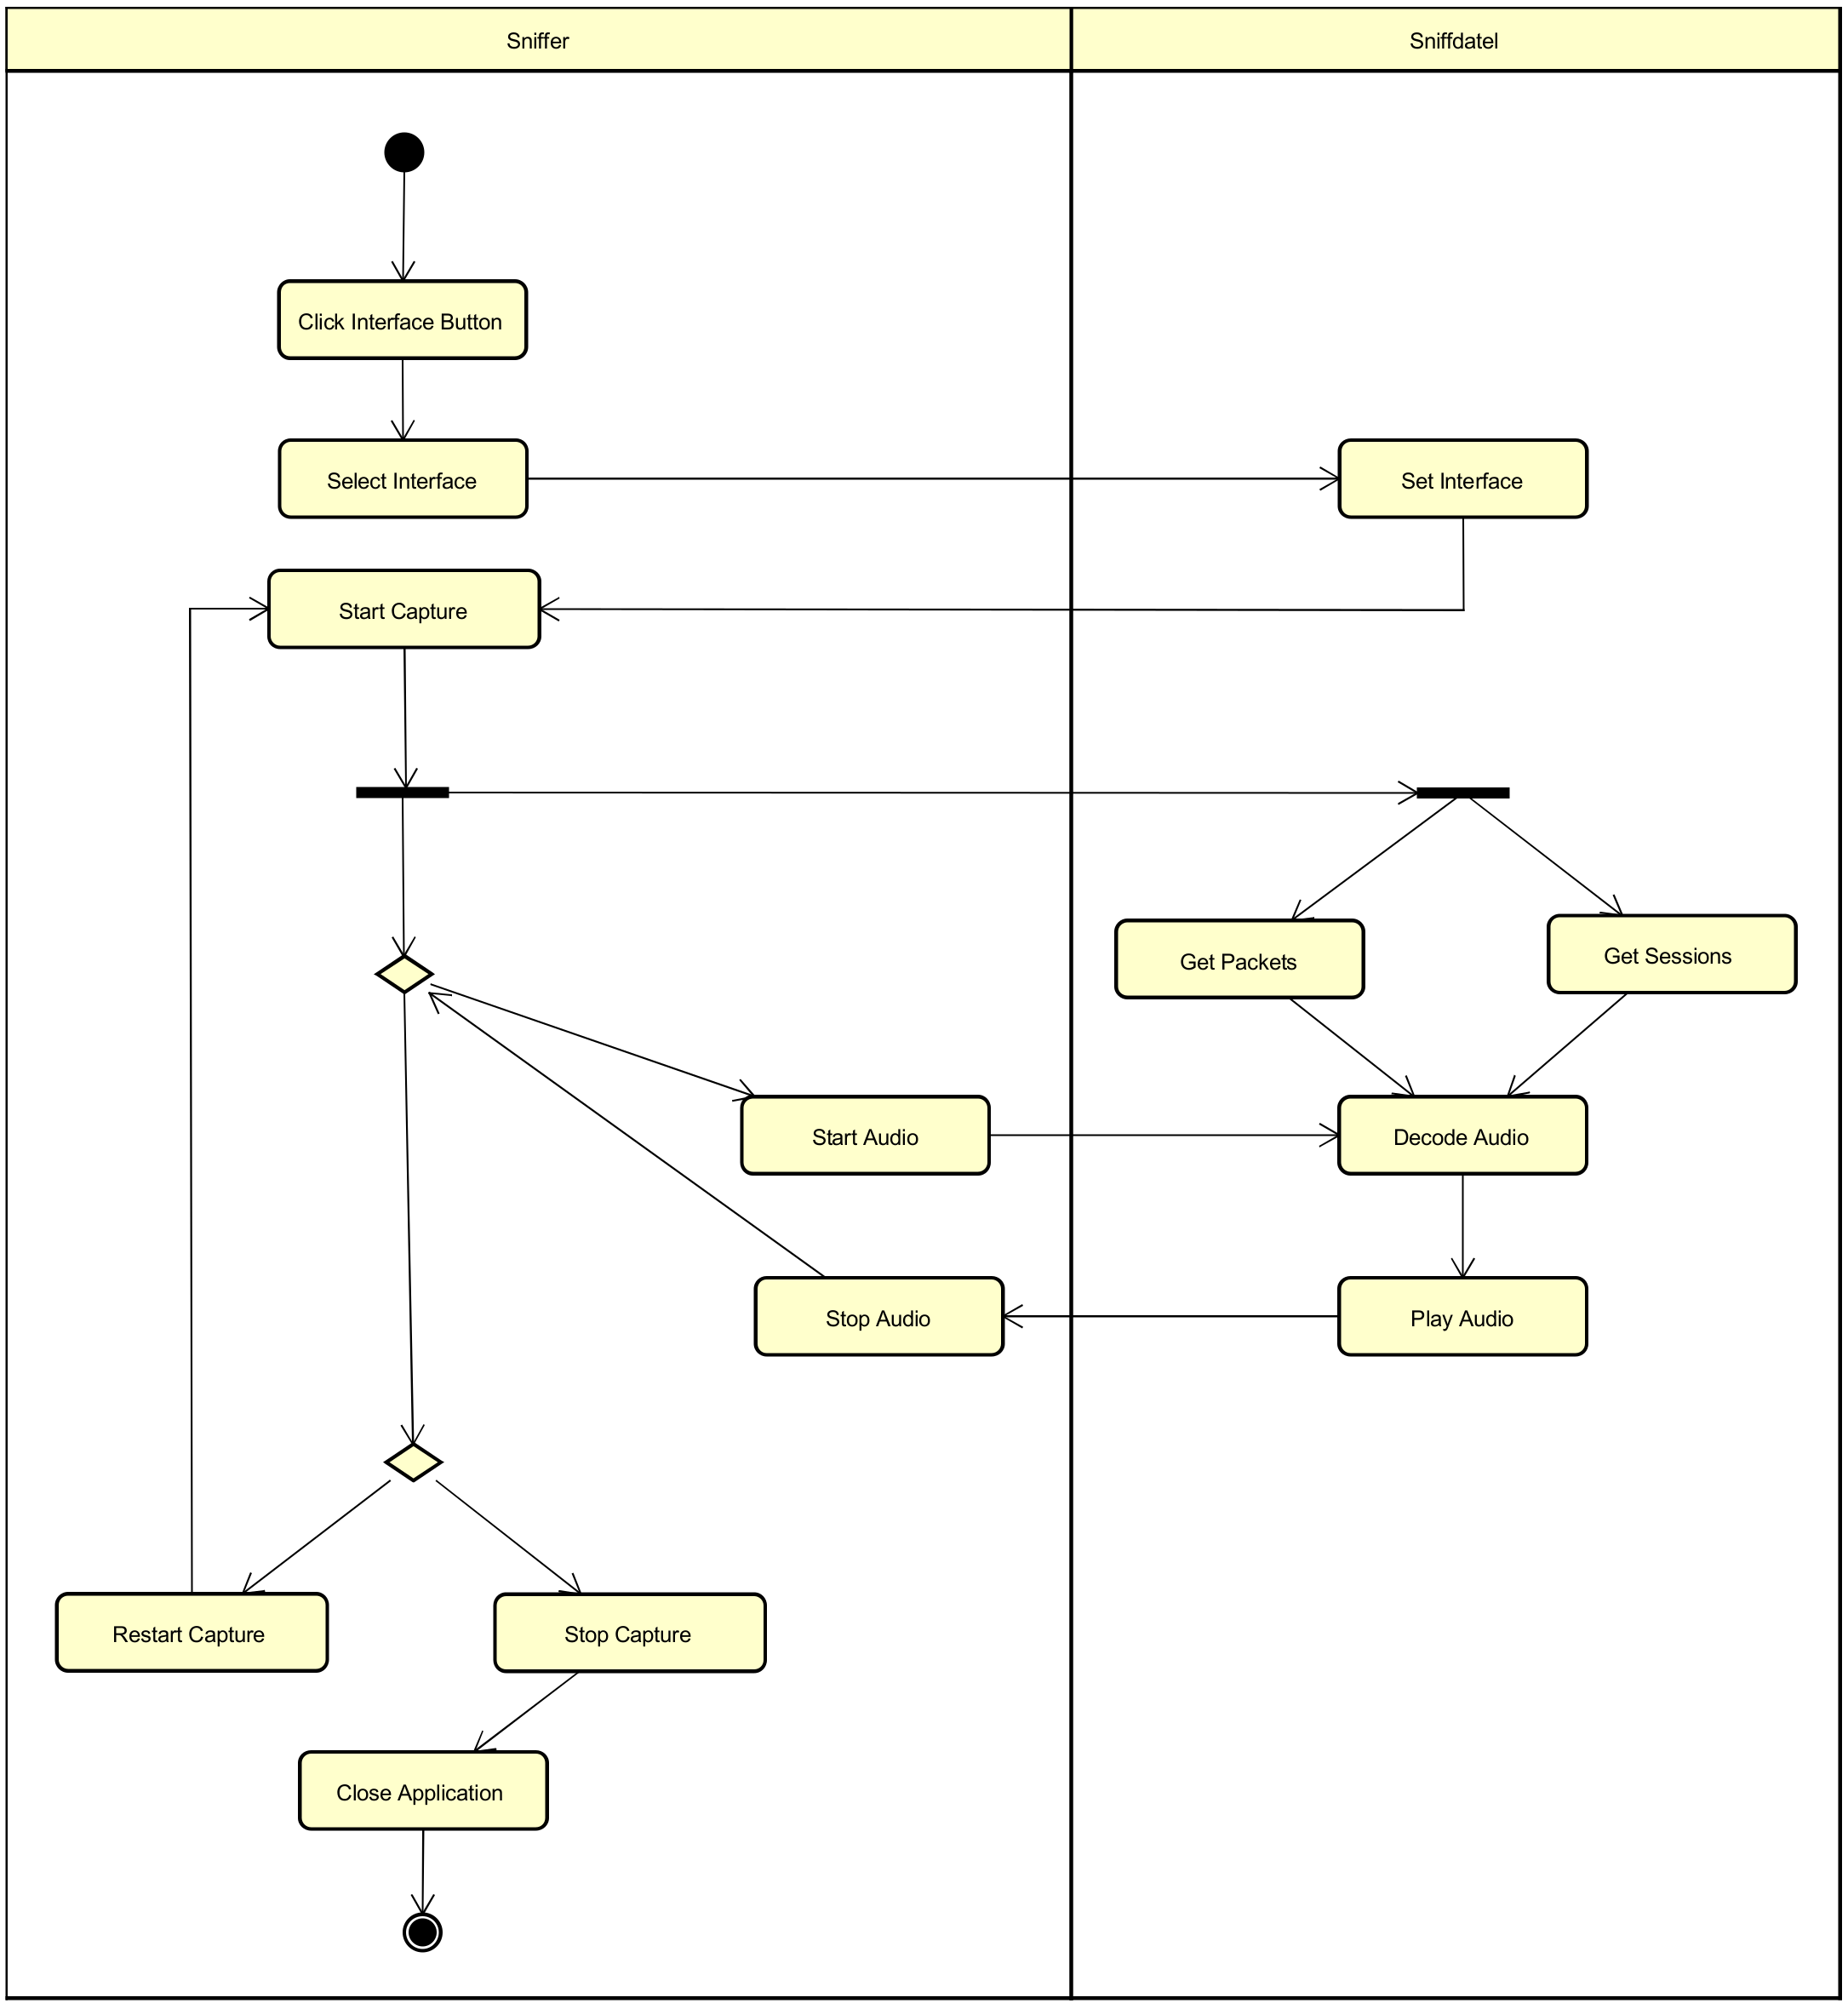 Sniffer
Sniffdatel
Click Interface Button
Select Interface
Set Interface
Start Capture
Get Packets
Get Sessions
Start Audio
Decode Audio
Stop Audio
Play Audio
Restart Capture
Stop Capture
Close Application